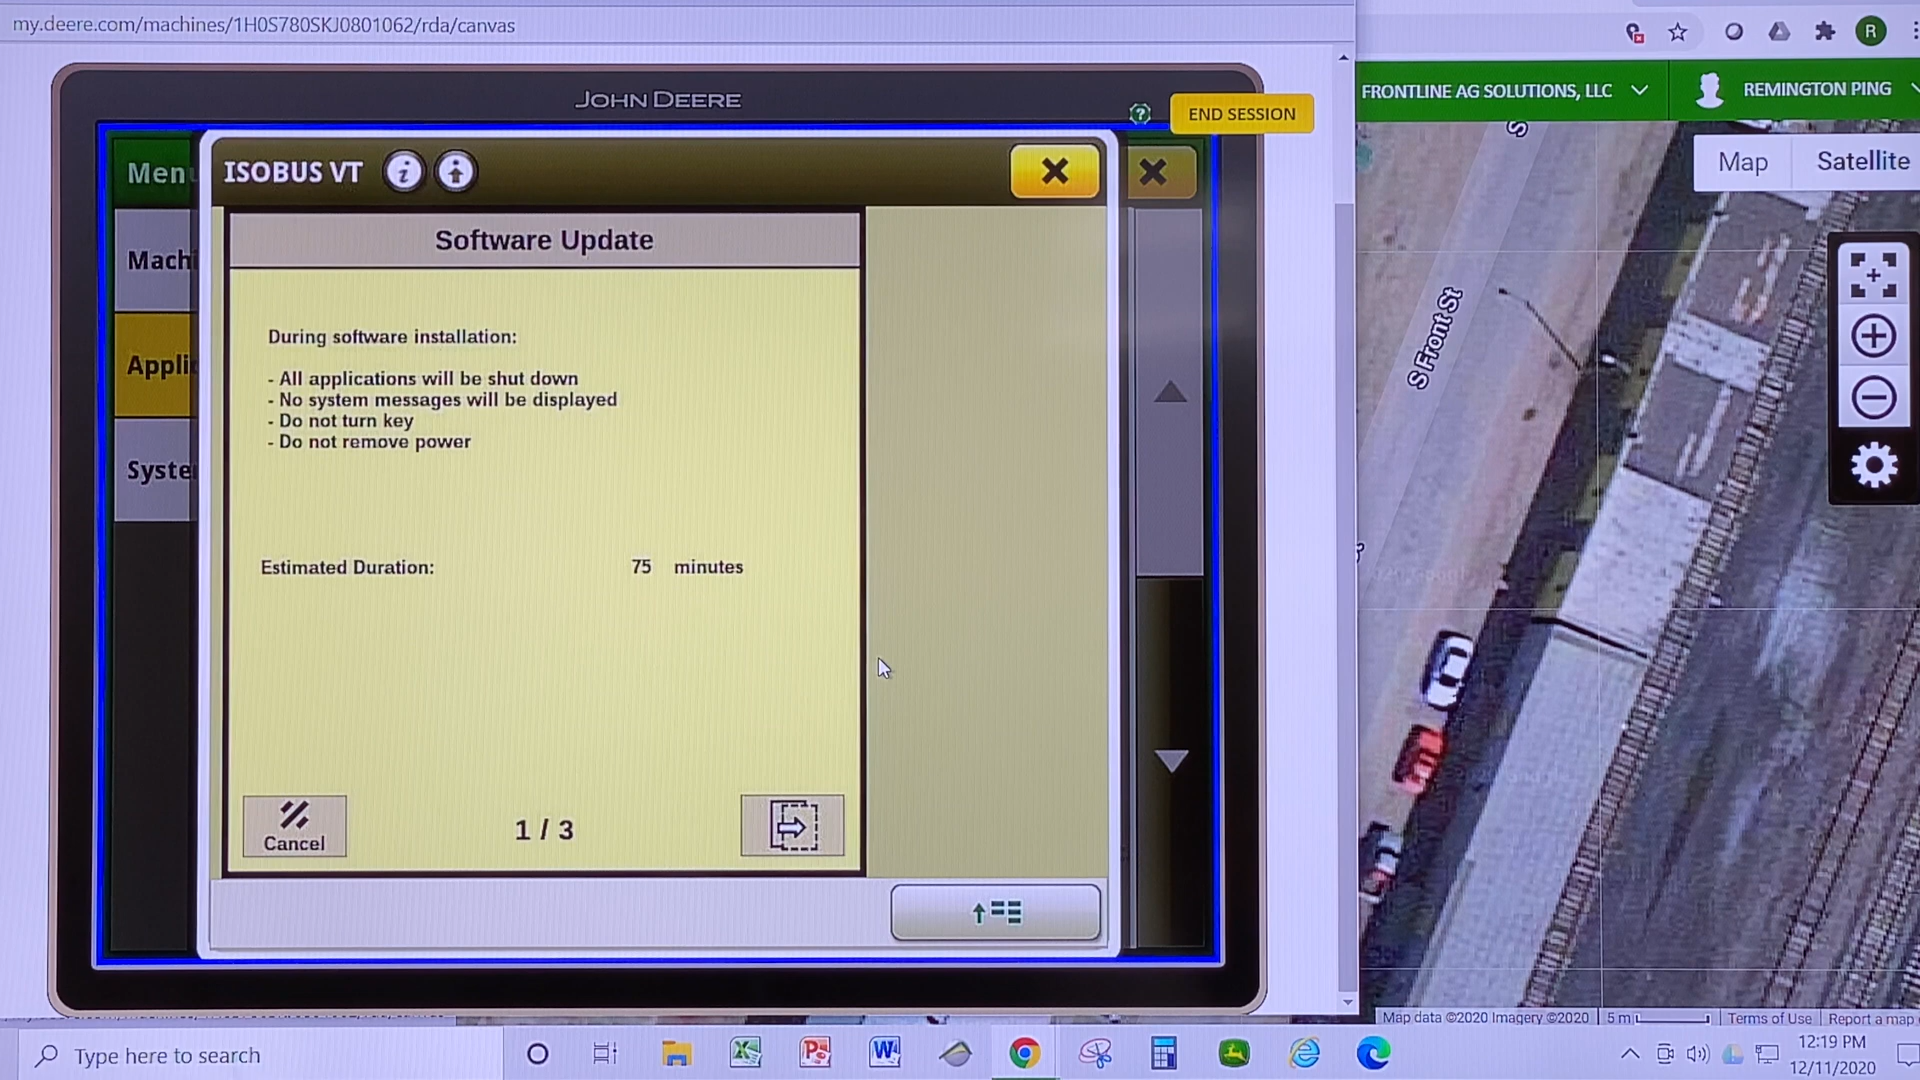 my.deere.com/machines/1H0S780SKJ0801062/rda/canvas
R
FRONTLINE AG SOLUTIONS, LLC
REMINGTON PING
JOHN DEERE
?
END SESSION
Menu
ISOBUS VT
i
Map
Satellite
Machi
Software Update
During software installation:
- All applications will be shut down
- No system messages will be displayed
- Do not turn key
- Do not remove power
Applic
Syste
S Front St
Estimated Duration: 75 minutes
Cancel
1 / 3
Map data ©2020 Imagery ©2020
5 m
Terms of Use
Report a map
Type here to search
12:19 PM
12/11/2020